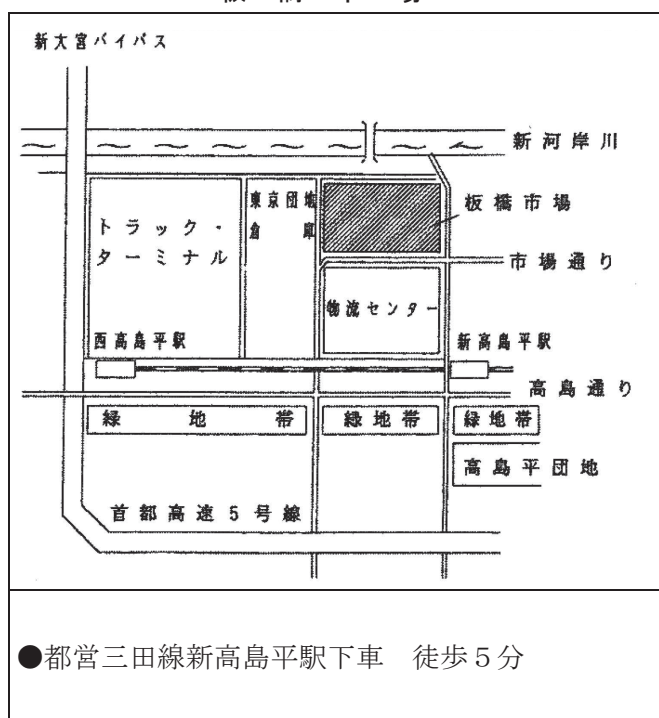 新大宮バイパス
新河岸川
東京団地
倉庫
板橋市場
トラック・
ターミナル
市場通り
物流センター
西高島平駅
新高島平駅
高島通り
緑地帯
緑地帯
緑地帯
高島平団地
首都高速5号線
●都営三田線新高島平駅下車　徒歩5分